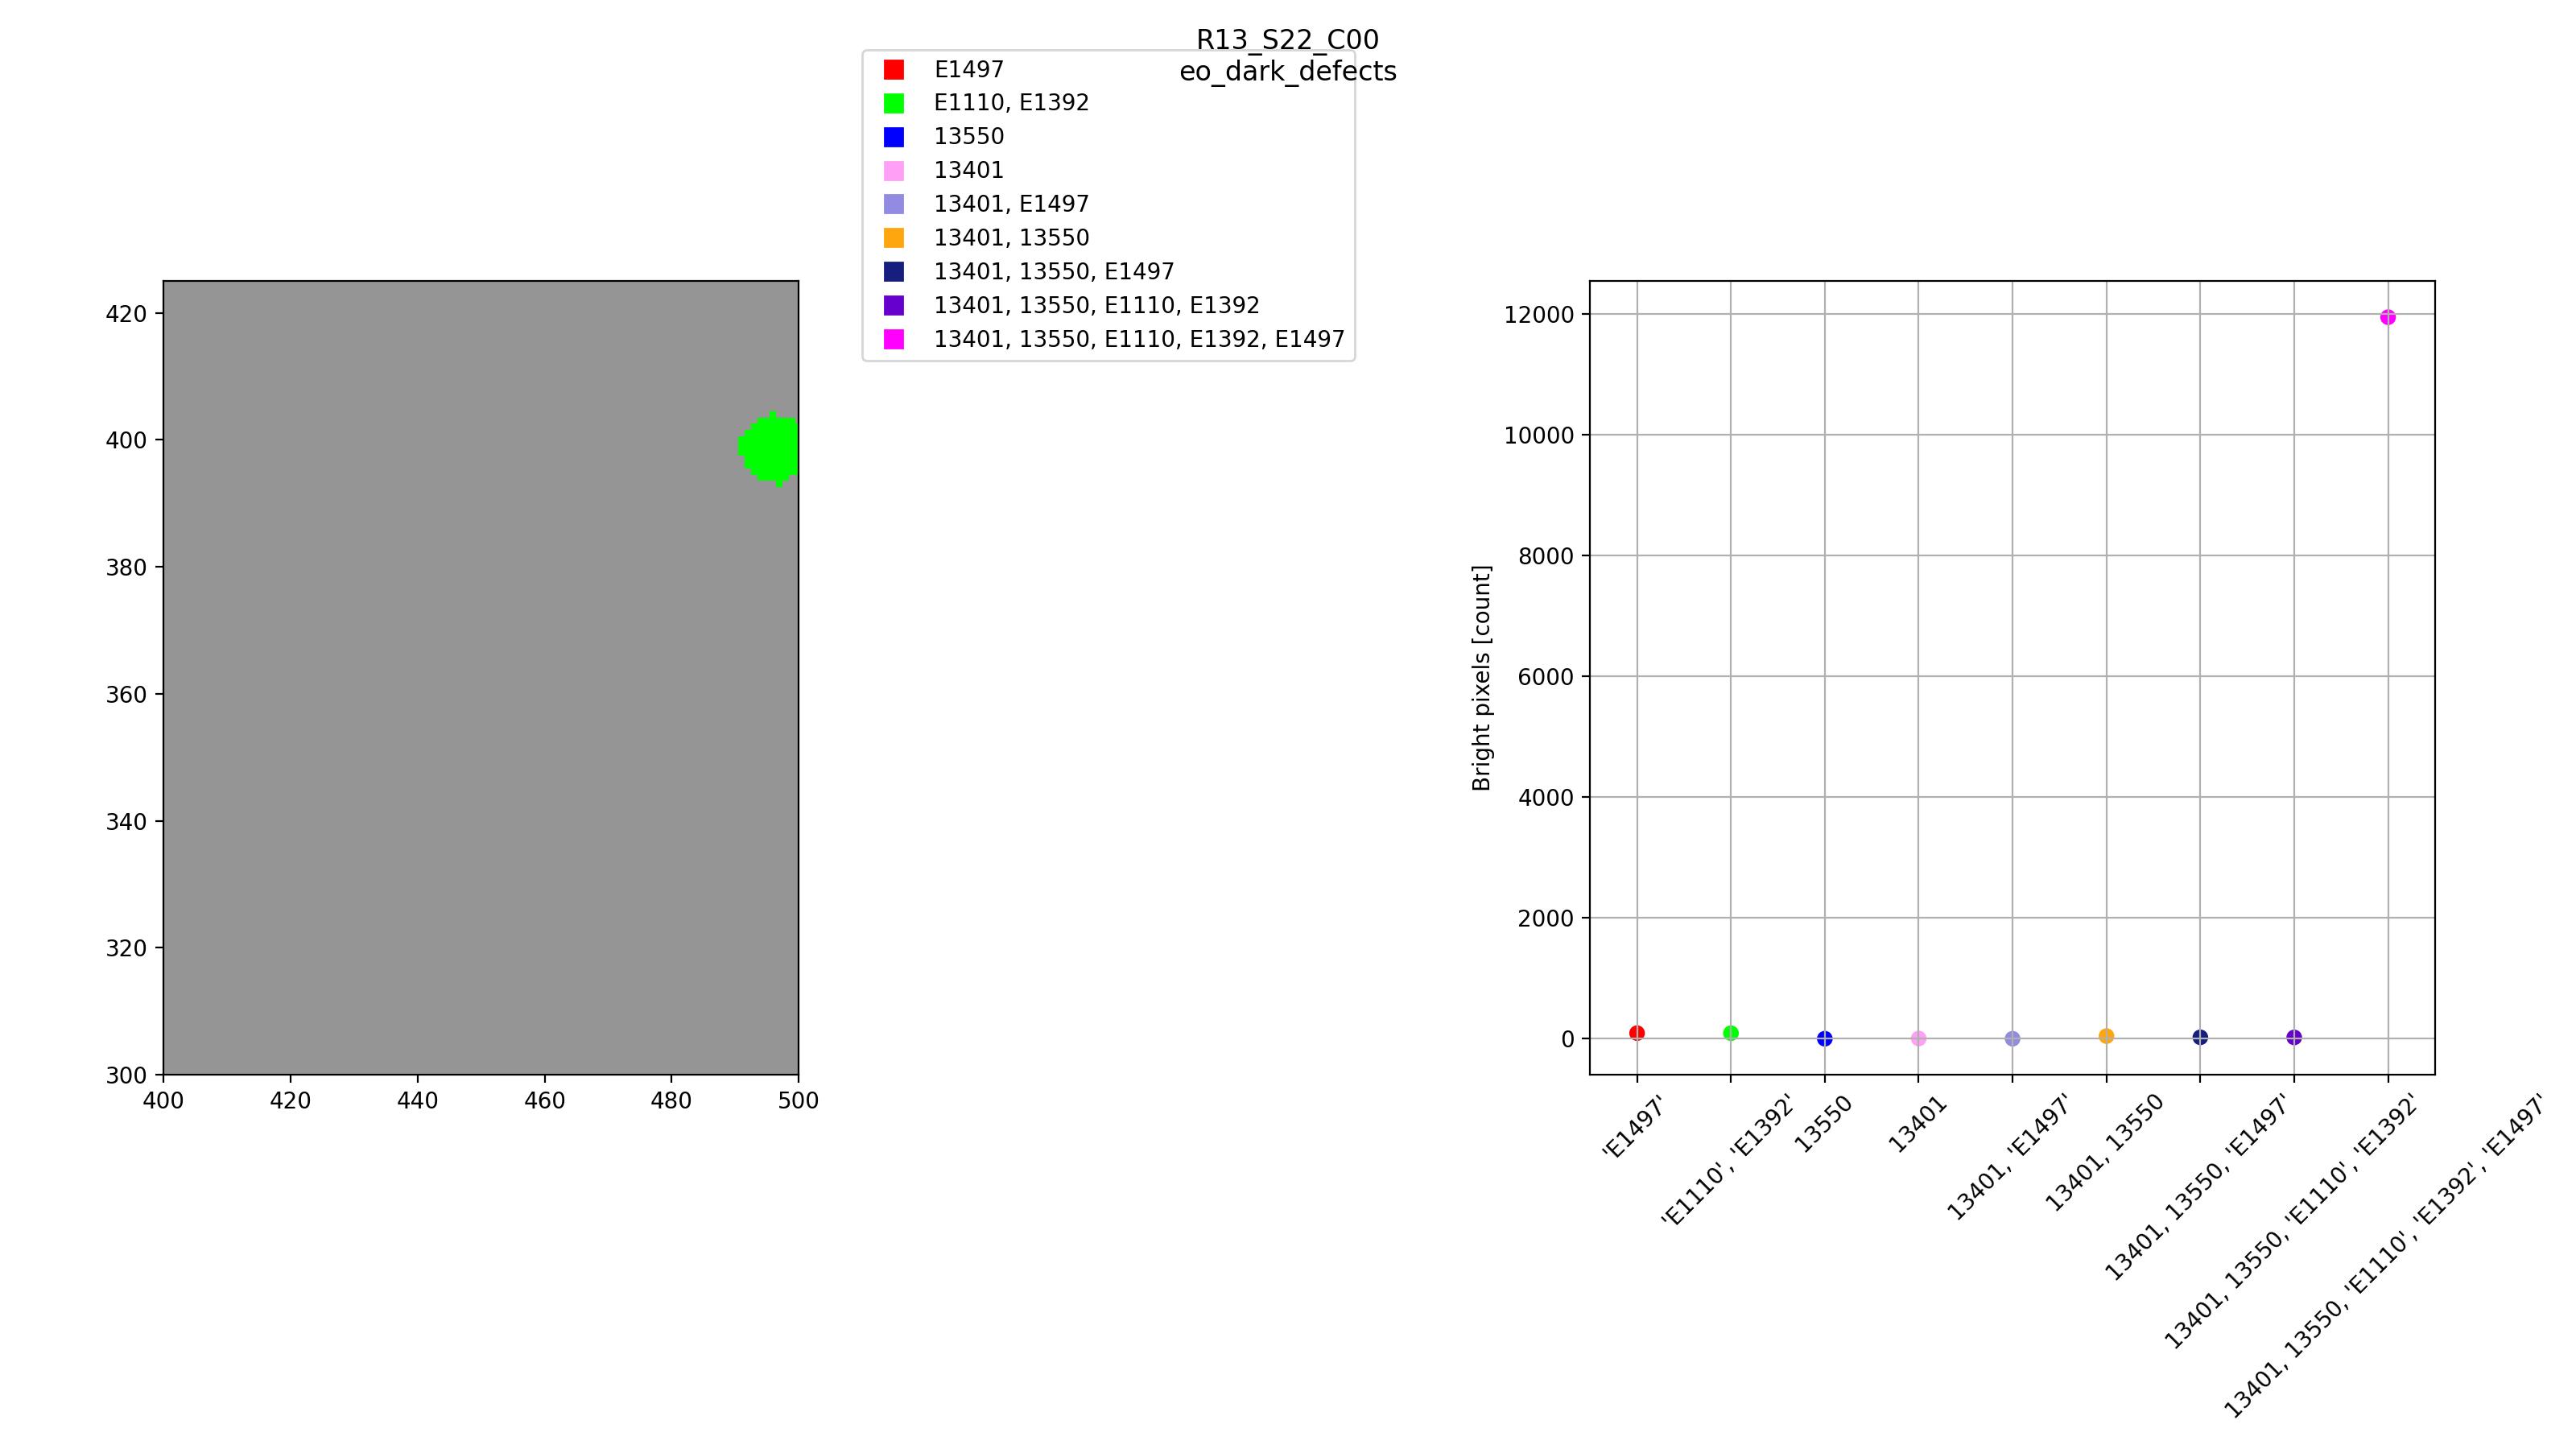 R13_S22_C00
eo_dark_defects
E1497
E1110, E1392
13550
13401
13401, E1497
13401, 13550
13401, 13550, E1497
13401, 13550, E1110, E1392
13401, 13550, E1110, E1392, E1497
420
400
380
360
340
320
300
400 420 440 460 480 500
Bright pixels [count]
12000
10000
8000
6000
4000
2000
0
'E1497'
'E1110', 'E1392'
13550
13401
13401, 'E1497'
13401, 13550
13401, 13550, 'E1497'
13401, 13550, 'E1110', 'E1392'
13401, 13550, 'E1110', 'E1392', 'E1497'